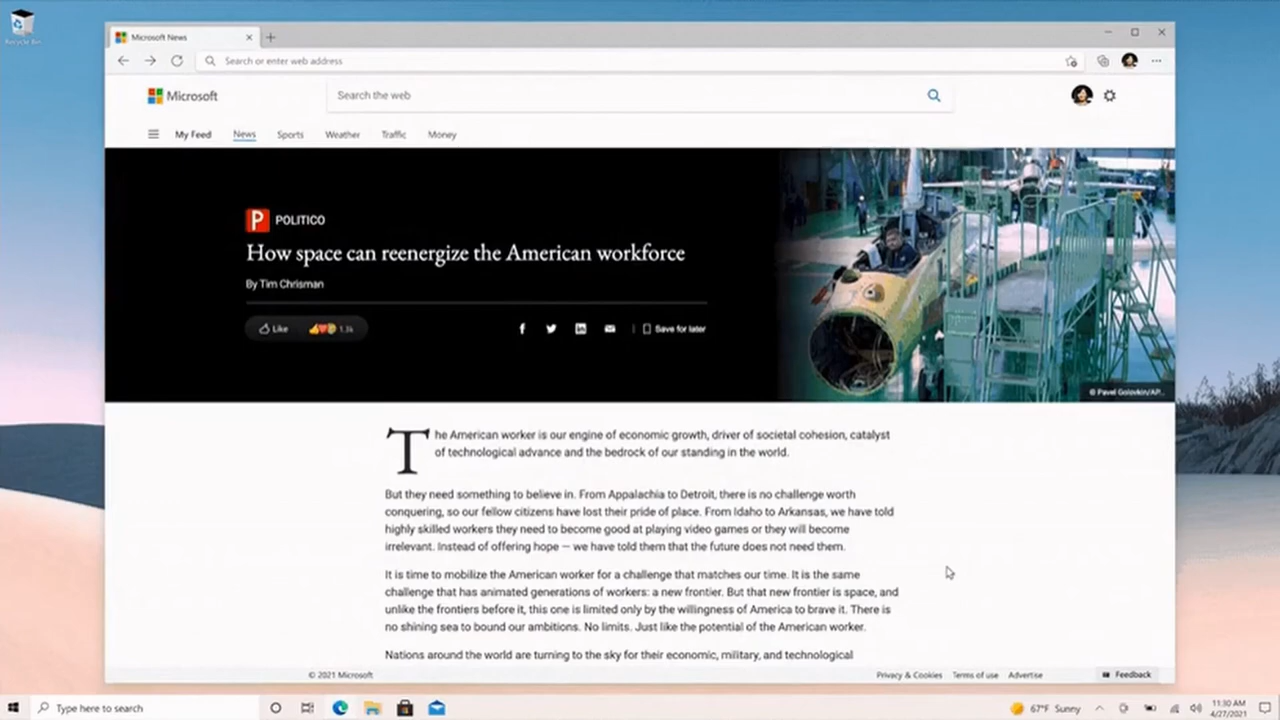 Recycle Bin
Microsoft News
Search or enter web address
Microsoft
Search the web
My Feed News Sports Weather Traffic Money
POLITICO
How space can reenergize the American workforce
By Tim Chrisman
Like 1.3k Save for later
© Pavel Golovkin/AP...
The American worker is our engine of economic growth, driver of societal cohesion, catalyst
of technological advance and the bedrock of our standing in the world.
But they need something to believe in. From Appalachia to Detroit, there is no challenge worth
conquering, so our fellow citizens have lost their pride of place. From Idaho to Arkansas, we have told
highly skilled workers they need to become good at playing video games or they will become
irrelevant. Instead of offering hope — we have told them that the future does not need them.
It is time to mobilize the American worker for a challenge that matches our time. It is the same
challenge that has animated generations of workers: a new frontier. But that new frontier is space, and
unlike the frontiers before it, this one is limited only by the willingness of America to brave it. There is
no shining sea to bound our ambitions. No limits. Just like the potential of the American worker.
Nations around the world are turning to the sky for their economic, military, and technological
© 2021 Microsoft Privacy & Cookies Terms of use Advertise Feedback
Type here to search
67°F Sunny
11:30 AM
4/27/2021